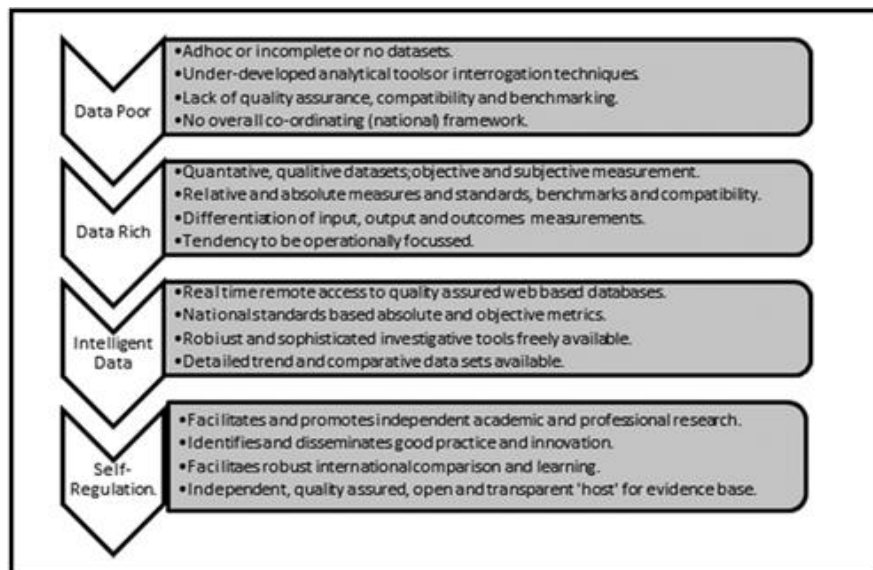 Data Poor
•Adhoc or incomplete or no datasets.
•Under-developed analytical tools or interrogation techniques.
•Lack of quality assurance, compatibility and benchmarking.
•No overall co-ordinating (national) framework.
Data Rich
•Quantative, qualitive datasets;objective and subjective measurement.
•Relative and absolute measures and standards, benchmarks and compatibility.
•Differentiation of input, output and outcomes measurements.
•Tendency to be operationally focussed.
Intelligent
Data
•Real time remote access to quality assured web based databases.
•National standards based absolute and objective metrics.
•Robiust and sophisticated investigative tools freely available.
•Detailed trend and comparative data sets available.
Self-
Regulation.
•Facilitates and promotes independent academic and professional research.
•Identifies and disseminates good practice and innovation.
•Facilitaes robust international comparison and learning.
•Independent, quality assured, open and transparent 'host' for evidence base.